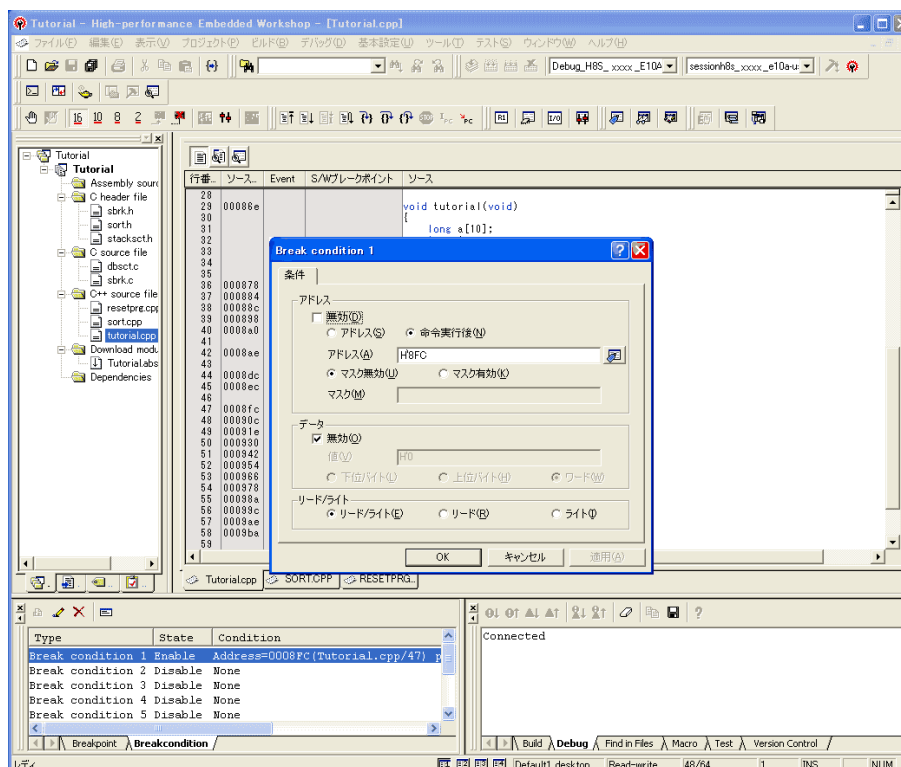 Tutorial - High-performance Embedded Workshop - [Tutorial.cpp]
ファイル(F) 編集(E) 表示(V) プロジェクト(P) ビルド(B) デバッグ(D) 基本設定(U) ツール(T) テスト(S) ウィンドウ(W) ヘルプ(H)
Debug_H8S_ xxxx _E10A
sessionh8s_xxxx_e10a-u:
16 10 8 2
Tutorial
Tutorial
Assembly sourc
C header file
sbrk.h
sort.h
stacksct.h
C source file
dbsct.c
sbrk.c
C++ source file
resetprg.cpp
sort.cpp
tutorial.cpp
Download modu
Tutorial.abs
Dependencies
行番... ソース... Event S/Wブレークポイント ソース
28
29 00086e void tutorial(void)
30 {
31 long a[10];
32
33
34
35
36 000878
37 000884
38 00088c
39 000898
40 0008a0
41
42 0008ae
43
44 0008dc
45 0008ec
46
47 0008fc
48 00090c
49 00091e
50 000930
51 000942
52 000954
53 000966
54 000978
55 00098a
56 00099c
57 0009ae
58 0009ba
59
Break condition 1
条件
アドレス
無効(D)
アドレス(S) 命令実行後(N)
アドレス(A) H'8FC
マスク無効(U) マスク有効(K)
マスク(M)
データ
無効(O)
値(V) H'0
下位バイト(L) 上位バイト(H) ワード(W)
リード/ライト
リード/ライト(E) リード(R) ライト(I)
OK キャンセル 適用(A)
Tutorial.cpp SORT.CPP RESETPRG...
Type State Condition
Break condition 1 Enable Address=0008FC(Tutorial.cpp/47) p
Break condition 2 Disable None
Break condition 3 Disable None
Break condition 4 Disable None
Break condition 5 Disable None
Breakpoint Breakcondition
Connected
Build Debug Find in Files Macro Test Version Control
レディ Default1 desktop Read-write 48/64 1 INS NUM